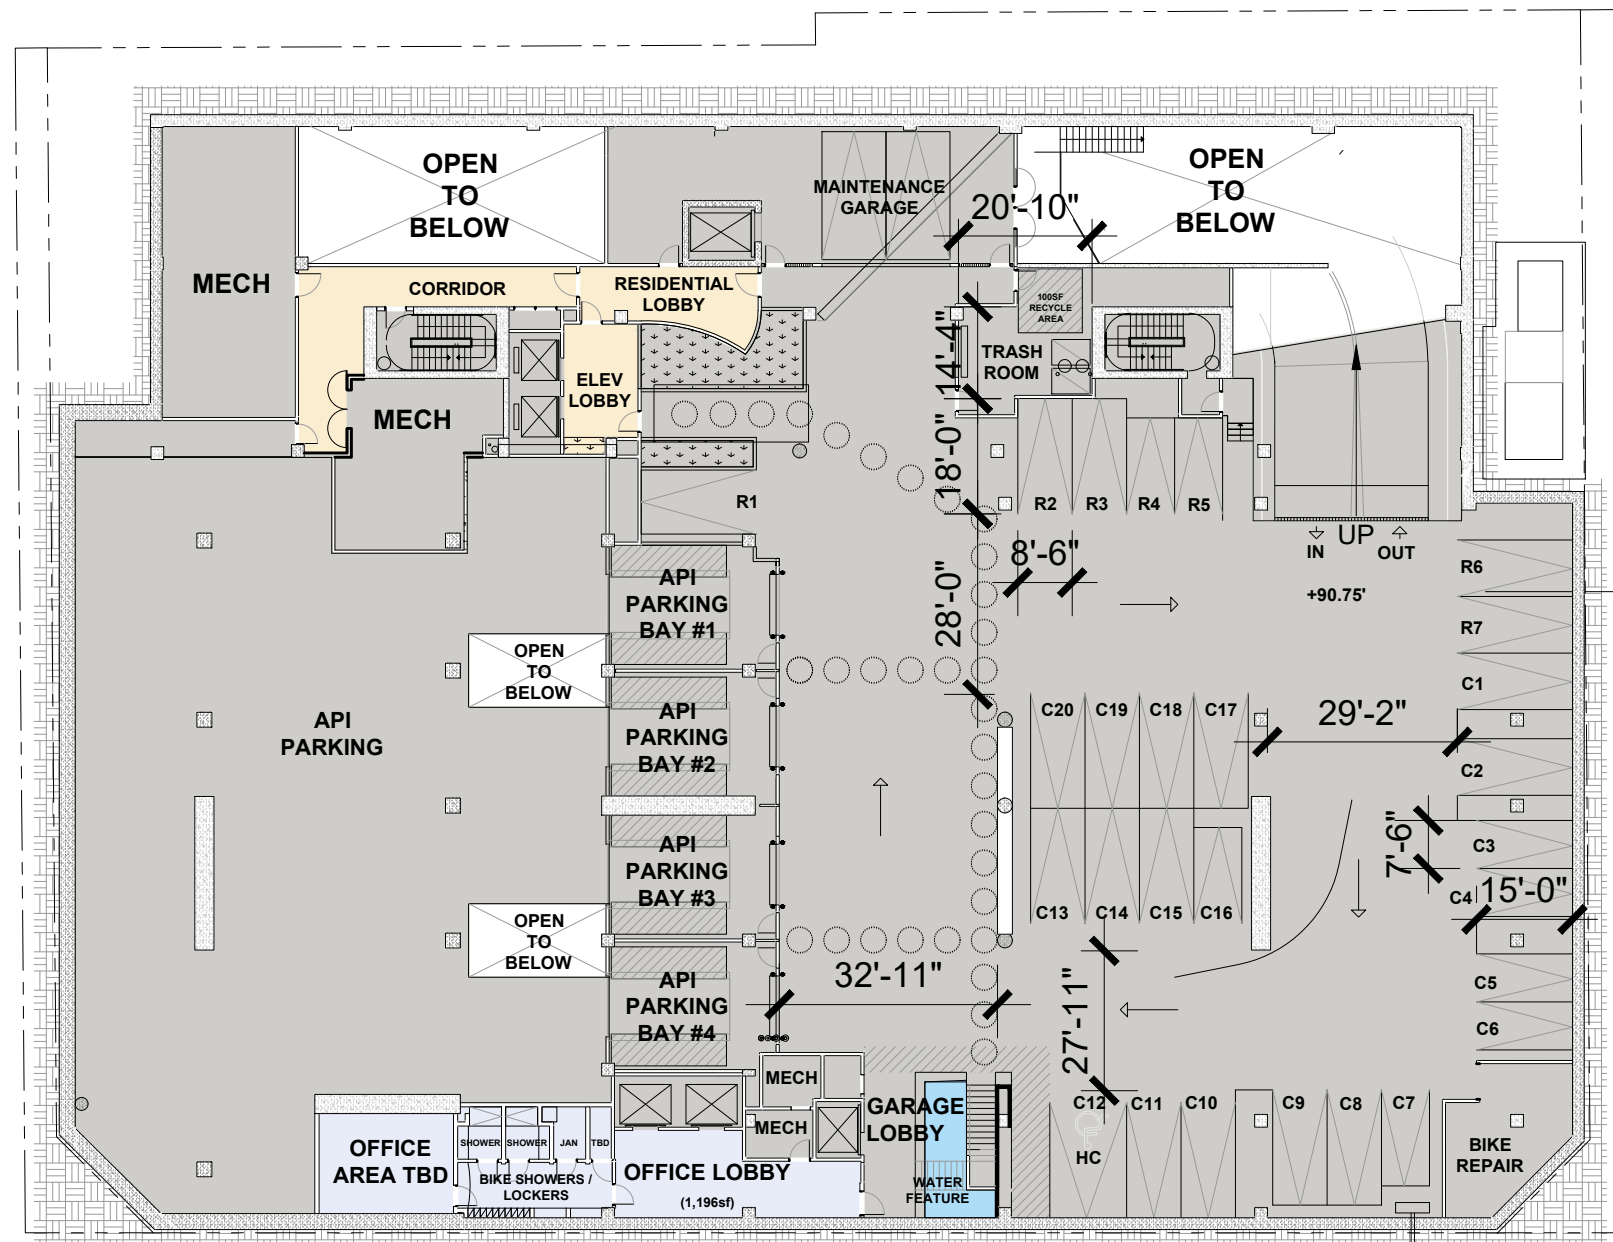 OPEN
TO
BELOW
MAINTENANCE
GARAGE
20'-10"
OPEN
TO
BELOW
MECH
CORRIDOR
RESIDENTIAL
LOBBY
100SF
RECYCLE
AREA
14'-4"
TRASH
ROOM
ELEV
LOBBY
MECH
18'-0"
R1
R2
R3
R4
R5
IN
UP
OUT
8'-6"
28'-0"
+90.75'
R6
R7
C1
API
PARKING
BAY #1
OPEN
TO
BELOW
API
PARKING
API
PARKING
BAY #2
C20
C19
C18
C17
29'-2"
C2
7'-6"
C3
C4
15'-0"
API
PARKING
BAY #3
C13
C14
C15
C16
OPEN
TO
BELOW
32'-11"
C5
API
PARKING
BAY #4
27'-11"
C6
MECH
GARAGE
LOBBY
MECH
C12
C11
C10
C9
C8
C7
HC
OFFICE
AREA TBD
SHOWER
SHOWER
JAN
TBD
BIKE SHOWERS /
LOCKERS
OFFICE LOBBY
(1,196sf)
WATER
FEATURE
BIKE
REPAIR